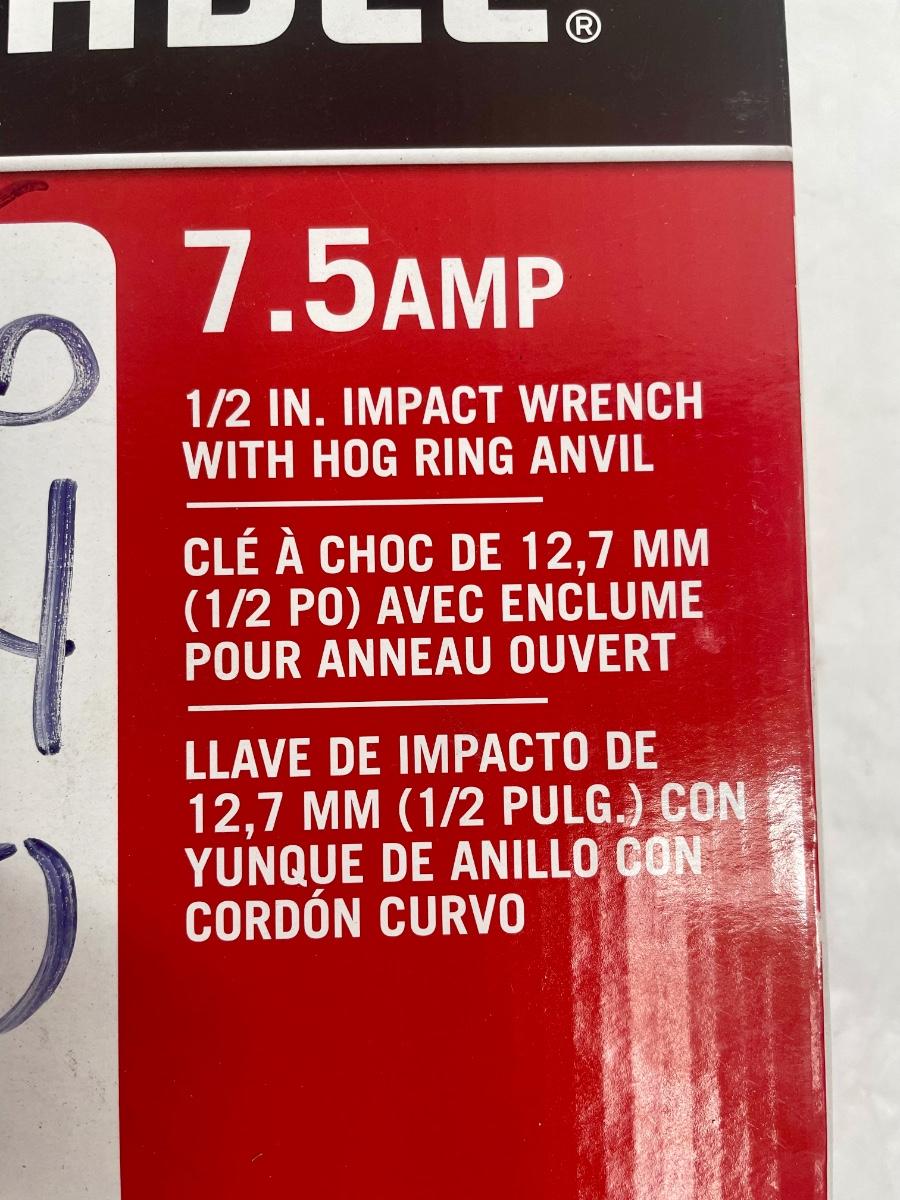 7.5 AMP
1/2 IN. IMPACT WRENCH
WITH HOG RING ANVIL
CLÉ À CHOC DE 12,7 MM
(1/2 PO) AVEC ENCLUME
POUR ANNEAU OUVERT
LLAVE DE IMPACTO DE
12,7 MM (1/2 PULG.) CON
YUNQUE DE ANILLO CON
CORDÓN CURVO